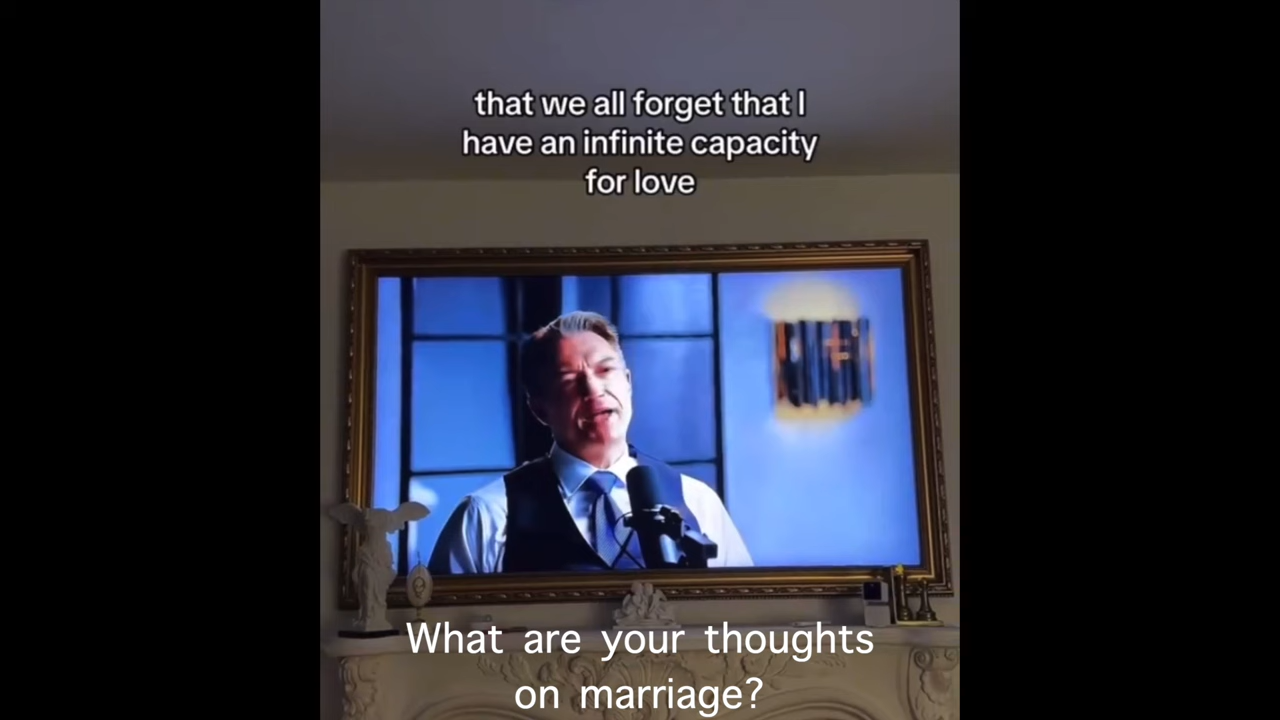 that we all forget that I
have an infinite capacity
for love
What are your thoughts
on marriage?